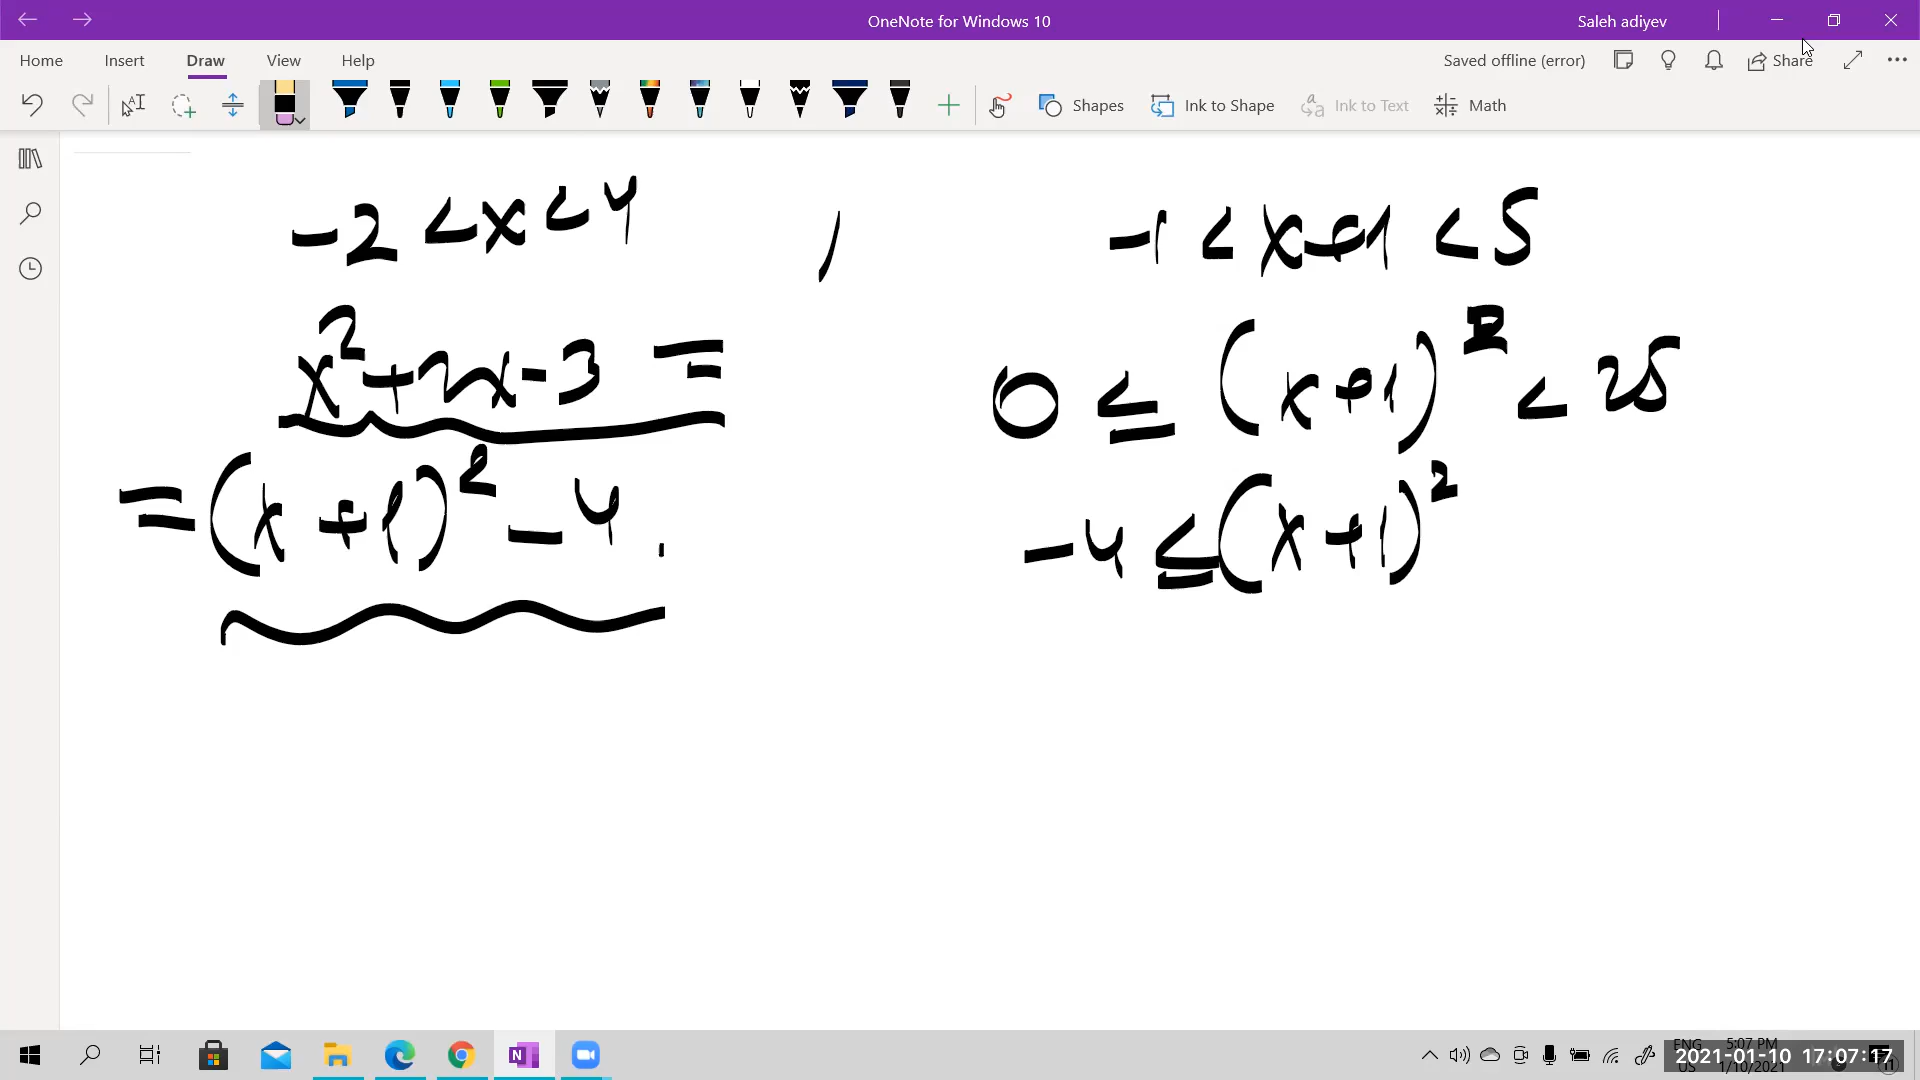 OneNote for Windows 10
Saleh adiyev
Home Insert Draw View Help
Saved offline (error) Share
Shapes Ink to Shape Ink to Text Math
-2 < x < 4 , -1 < x+1 < 5
x²+2x-3 =
0 ≤ (x+1)² < 25
= (x+1)² - 4.
-4 ≤ (x+1)²
ENG 5:07 PM
US 1/10/2021
2021-01-10 17:07:17